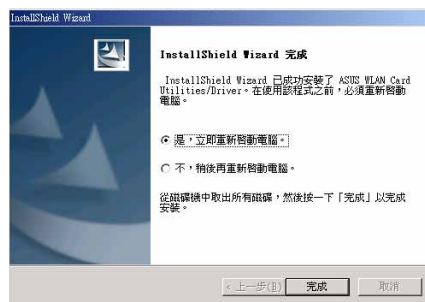 InstallShield Wizard
InstallShield Wizard 完成
InstallShield Wizard 已成功安裝了 ASUS WLAN Card
Utilities/Driver。在使用該程式之前，必須重新啓動
電腦。
是，立即重新啓動電腦。
不，稍後再重新啓動電腦。
從磁碟機中取出所有磁碟，然後按一下「完成」以完成
安裝。
< 上一步(B)
完成
取消